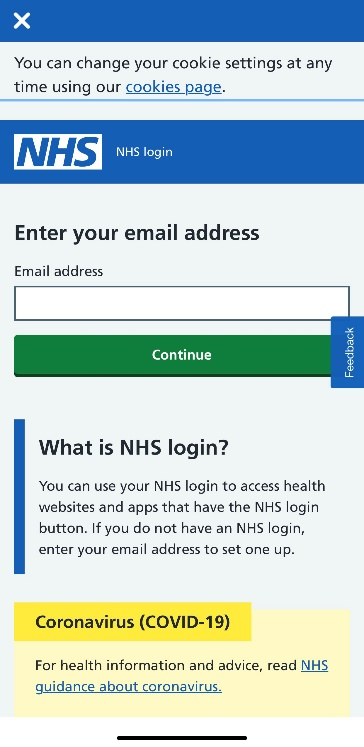 You can change your cookie settings at any
time using our cookies page.
NHS NHS login
Enter your email address
Email address
Continue
Feedback
What is NHS login?
You can use your NHS login to access health
websites and apps that have the NHS login
button. If you do not have an NHS login,
enter your email address to set one up.
Coronavirus (COVID-19)
For health information and advice, read NHS
guidance about coronavirus.